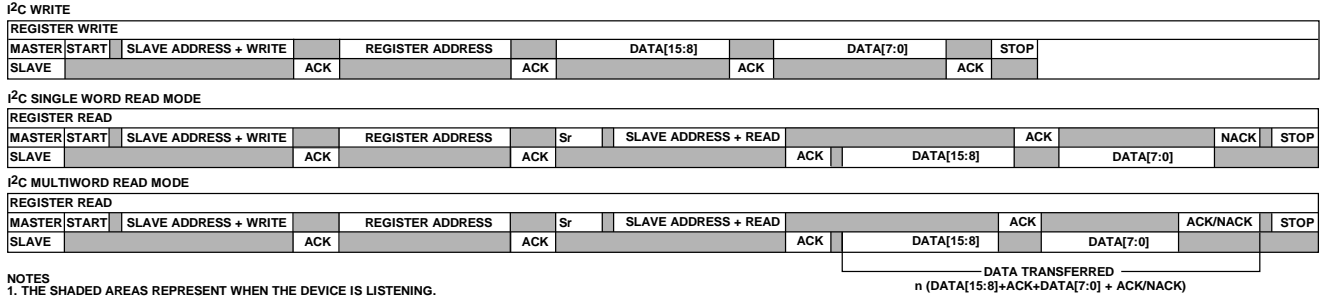 I2C WRITE
REGISTER WRITE
MASTER START SLAVE ADDRESS + WRITE REGISTER ADDRESS DATA[15:8] DATA[7:0] STOP
SLAVE ACK ACK ACK ACK
I2C SINGLE WORD READ MODE
REGISTER READ
MASTER START SLAVE ADDRESS + WRITE REGISTER ADDRESS Sr SLAVE ADDRESS + READ ACK NACK STOP
SLAVE ACK ACK ACK DATA[15:8] DATA[7:0]
I2C MULTIWORD READ MODE
REGISTER READ
MASTER START SLAVE ADDRESS + WRITE REGISTER ADDRESS Sr SLAVE ADDRESS + READ ACK ACK/NACK STOP
SLAVE ACK ACK ACK DATA[15:8] DATA[7:0]
DATA TRANSFERRED
n (DATA[15:8]+ACK+DATA[7:0] + ACK/NACK)
NOTES
1. THE SHADED AREAS REPRESENT WHEN THE DEVICE IS LISTENING.